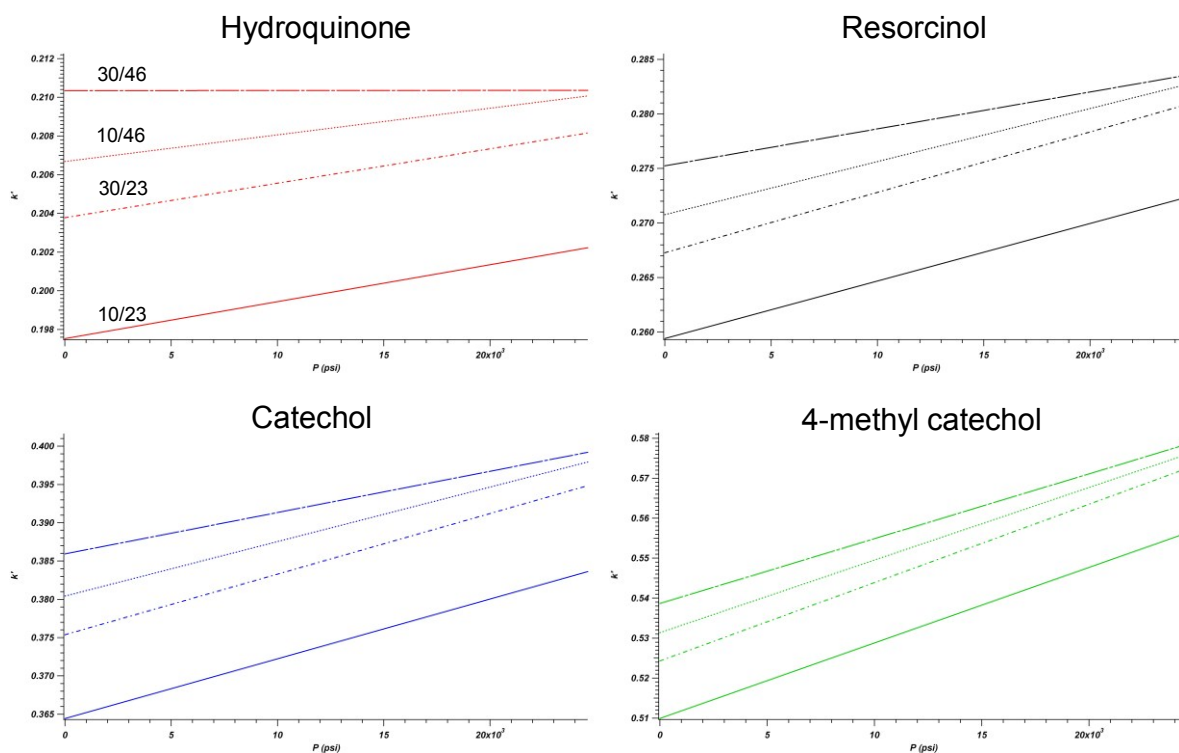 Hydroquinone
0.212
0.210
0.208
0.206
0.204
0.202
0.200
0.198
k'
30/46
10/46
30/23
10/23
0 5 10 15 20x10³
P (psi)
Resorcinol
0.285
0.280
0.275
0.270
0.265
0.260
k'
0 5 10 15 20x10³
P (psi)
Catechol
0.400
0.395
0.390
0.385
0.380
0.375
0.370
0.365
k'
0 5 10 15 20x10³
P (psi)
4-methyl catechol
0.58
0.57
0.56
0.55
0.54
0.53
0.52
0.51
k'
0 5 10 15 20x10³
P (psi)